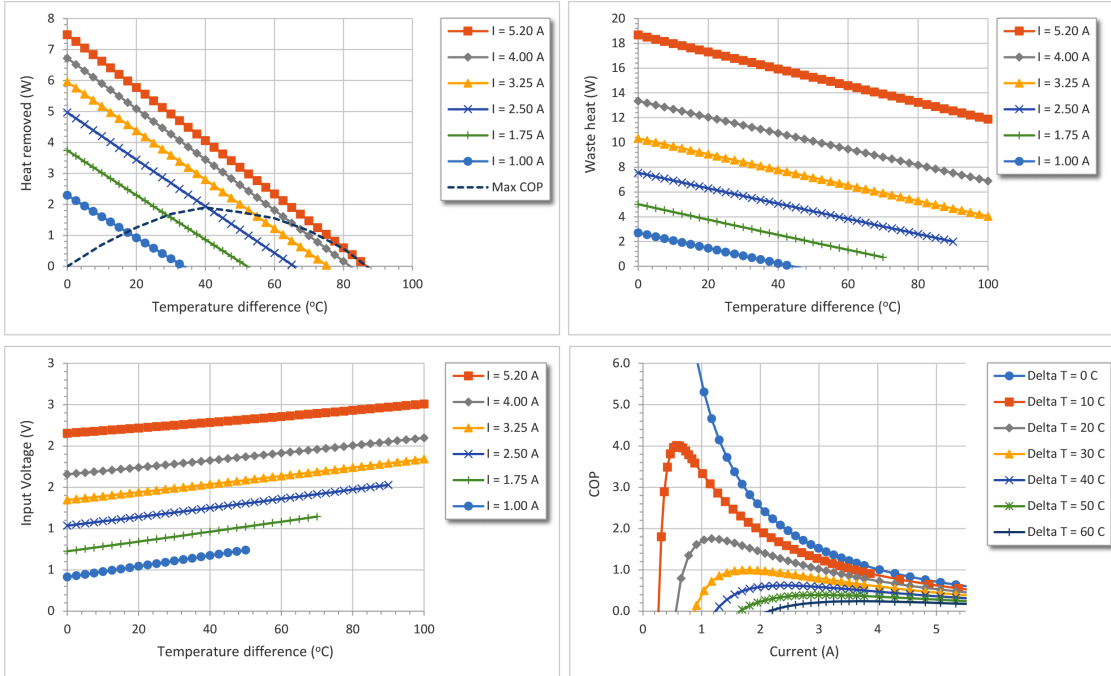 8
7
6
5
4
3
2
1
0
Heat removed (W)
0 20 40 60 80 100
Temperature difference (°C)
I = 5.20 A
I = 4.00 A
I = 3.25 A
I = 2.50 A
I = 1.75 A
I = 1.00 A
Max COP
20
18
16
14
12
10
8
6
4
2
0
Waste heat (W)
0 20 40 60 80 100
Temperature difference (°C)
I = 5.20 A
I = 4.00 A
I = 3.25 A
I = 2.50 A
I = 1.75 A
I = 1.00 A
3
3
2
2
1
1
0
Input Voltage (V)
0 20 40 60 80 100
Temperature difference (°C)
I = 5.20 A
I = 4.00 A
I = 3.25 A
I = 2.50 A
I = 1.75 A
I = 1.00 A
6.0
5.0
4.0
3.0
2.0
1.0
0.0
COP
0 1 2 3 4 5
Current (A)
Delta T = 0 C
Delta T = 10 C
Delta T = 20 C
Delta T = 30 C
Delta T = 40 C
Delta T = 50 C
Delta T = 60 C